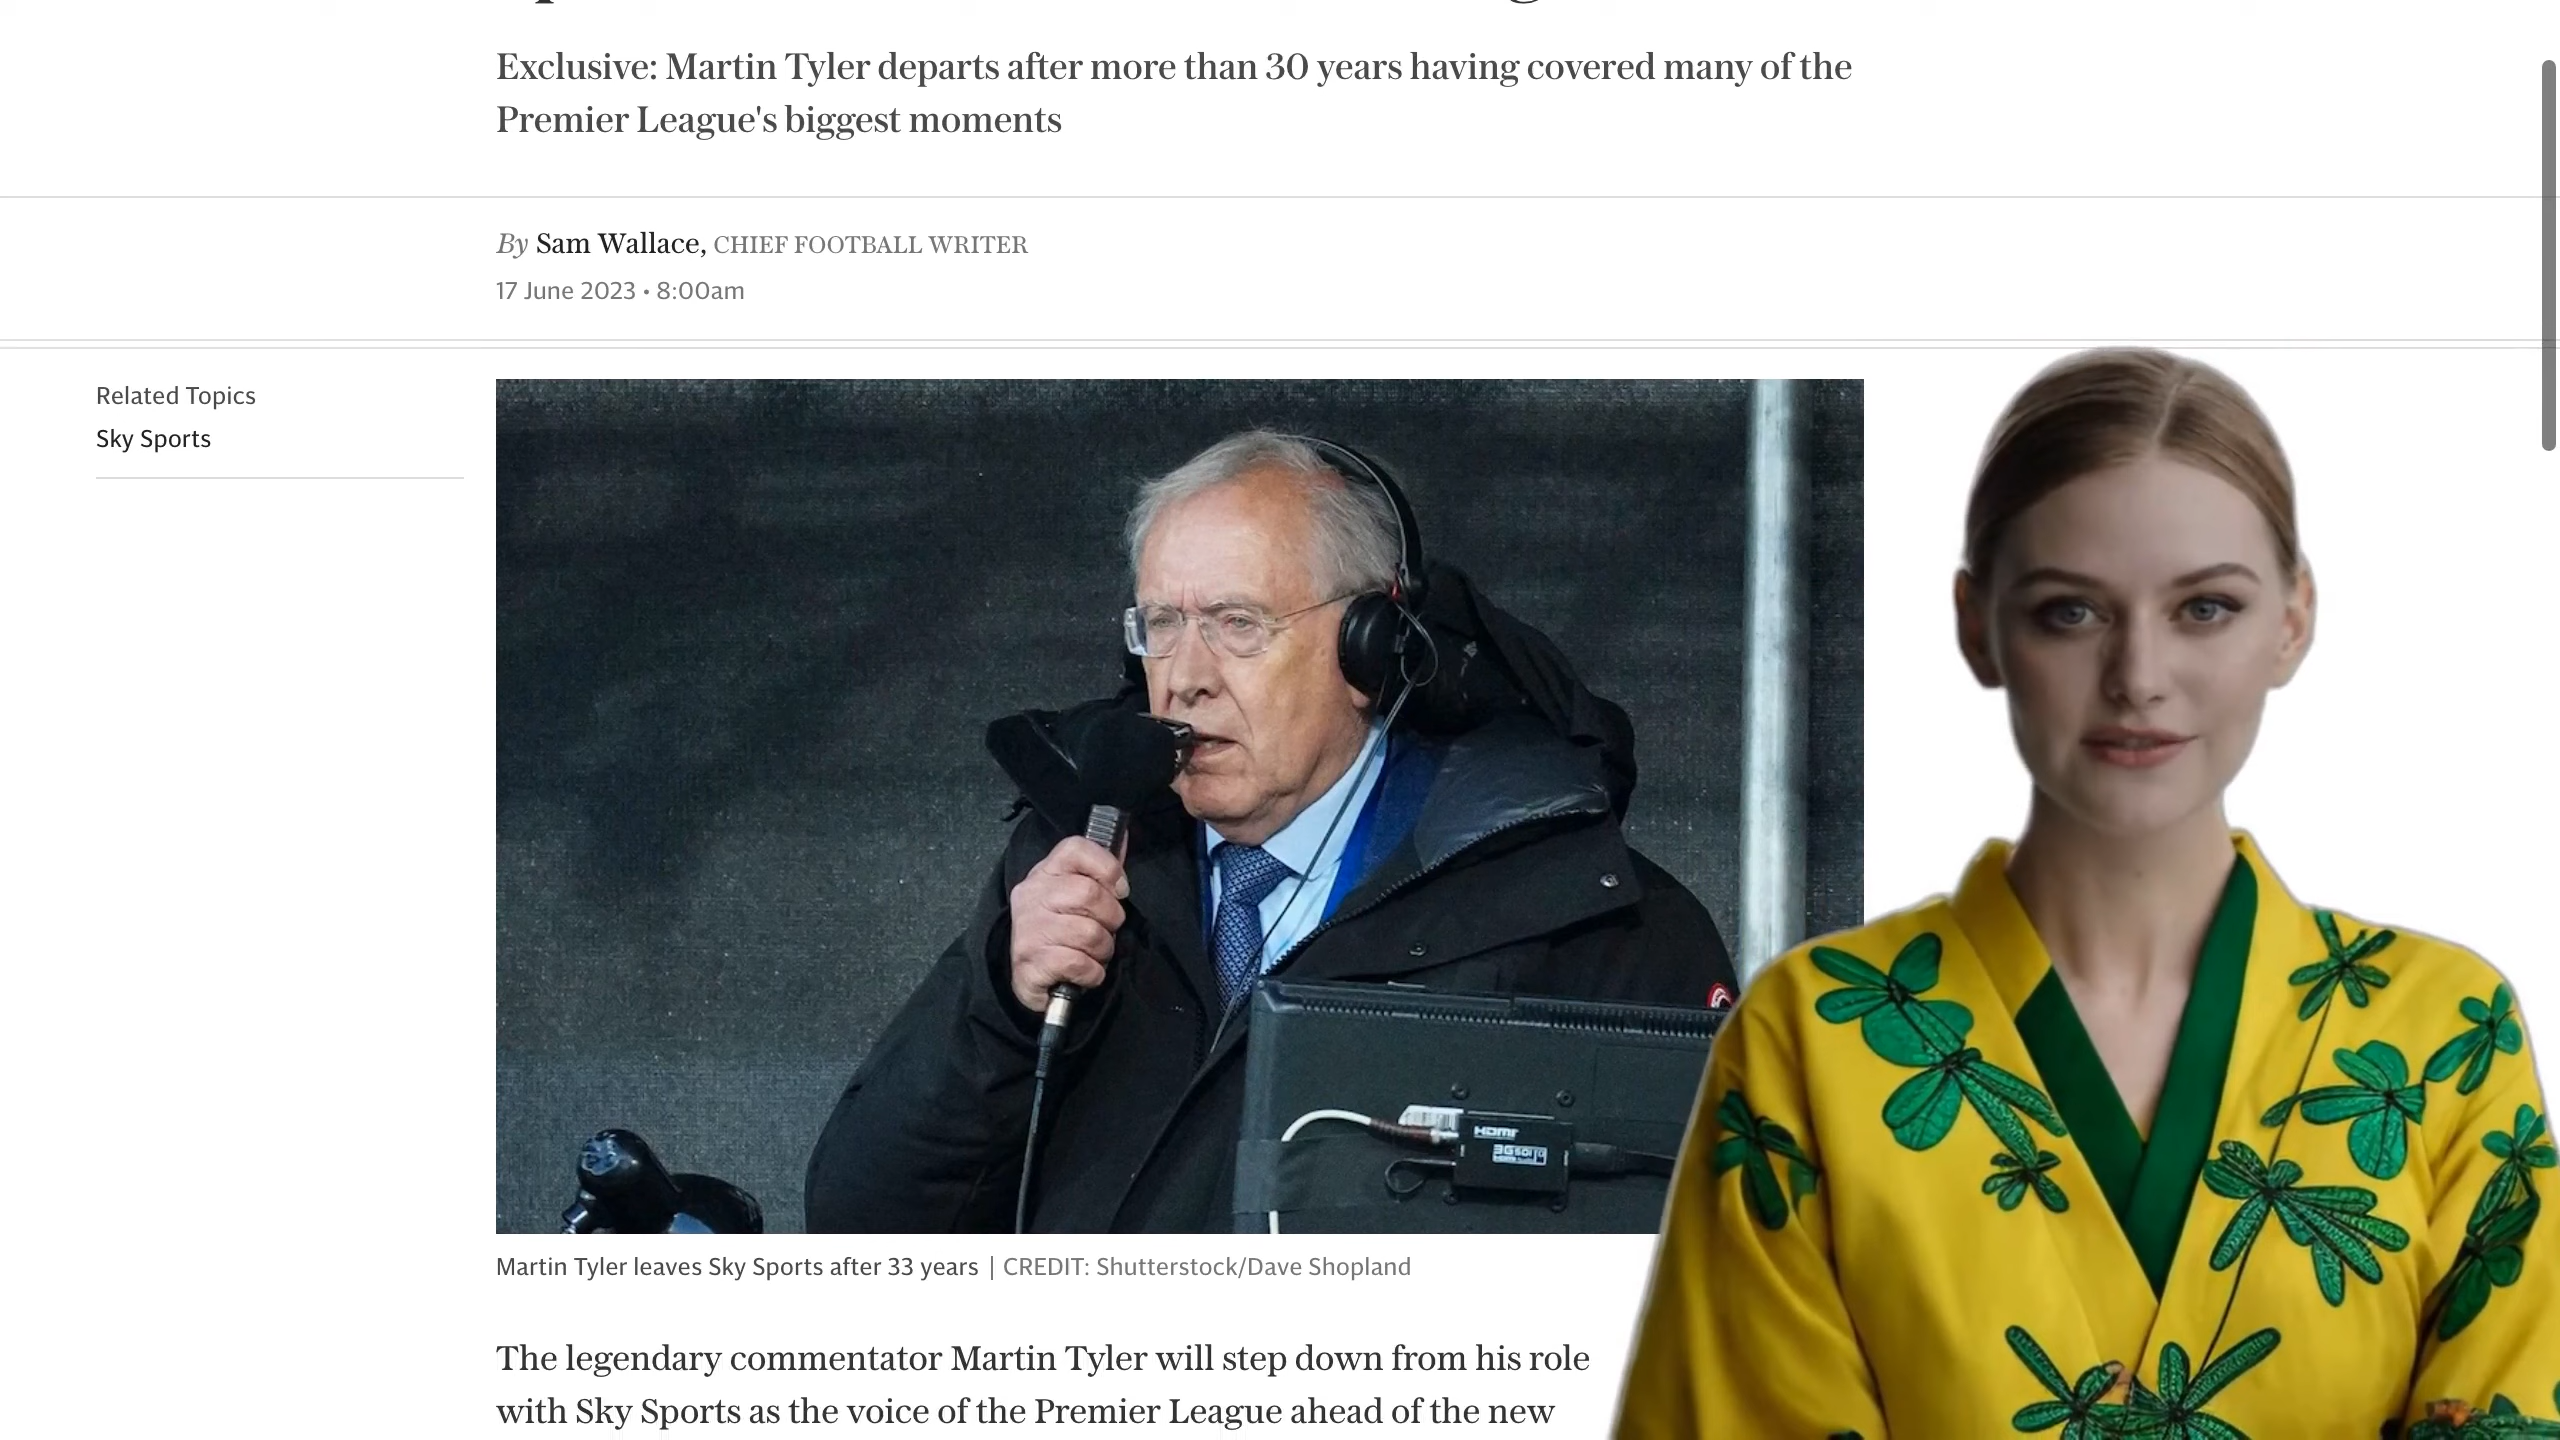 Exclusive: Martin Tyler departs after more than 30 years having covered many of the
Premier League's biggest moments
By Sam Wallace, CHIEF FOOTBALL WRITER
17 June 2023 • 8:00am
Related Topics
Sky Sports
HDMI
3G SDI
Martin Tyler leaves Sky Sports after 33 years | CREDIT: Shutterstock/Dave Shopland
The legendary commentator Martin Tyler will step down from his role
with Sky Sports as the voice of the Premier League ahead of the new